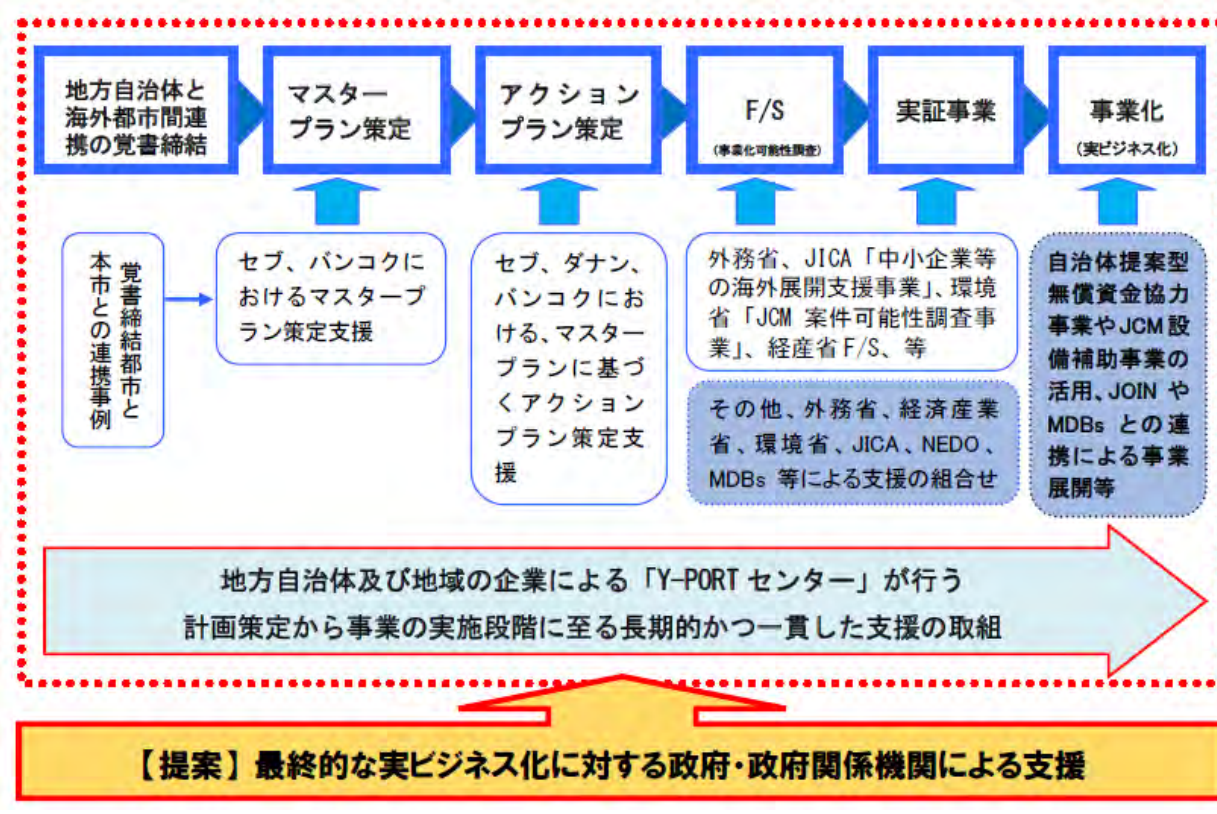 地方自治体と
海外都市間連
携の覚書締結
マスター
プラン策定
アクション
プラン策定
F/S
(事業化可能性調査)
実証事業
事業化
(実ビジネス化)
覚書締結都市と
本市との連携事例
セブ、バンコクに
おけるマスタープ
ラン策定支援
セブ、ダナン、
バンコクにお
ける、マスター
プランに基づ
くアクション
プラン策定支
援
外務省、JICA「中小企業等
の海外展開支援事業」、環境
省「JCM 案件可能性調査事
業」、経産省F/S、等
その他、外務省、経済産業
省、環境省、JICA、NEDO、
MDBs 等による支援の組合せ
自治体提案型
無償資金協力
事業やJCM設
備補助事業の
活用、JOIN や
MDBs との連
携による事業
展開等
地方自治体及び地域の企業による「Y-PORTセンター」が行う
計画策定から事業の実施段階に至る長期的かつ一貫した支援の取組
【提案】最終的な実ビジネス化に対する政府・政府関係機関による支援